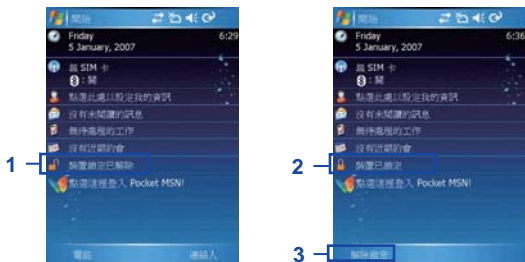 開始
Friday
6:29
5 January, 2007
無 SIM 卡
: 開
點選此處以設定我的資訊
沒有未閱讀的訊息
無待處理的工作
沒有近期約會
1
裝置鎖定已解除
點選這裡登入 Pocket MSN!
電話
連絡人
開始
Friday
6:36
5 January, 2007
無 SIM 卡
: 開
點選此處以設定我的資訊
沒有未閱讀的訊息
無待處理的工作
沒有近期約會
2
裝置已鎖定
點選這裡登入 Pocket MSN!
3
解除鎖定